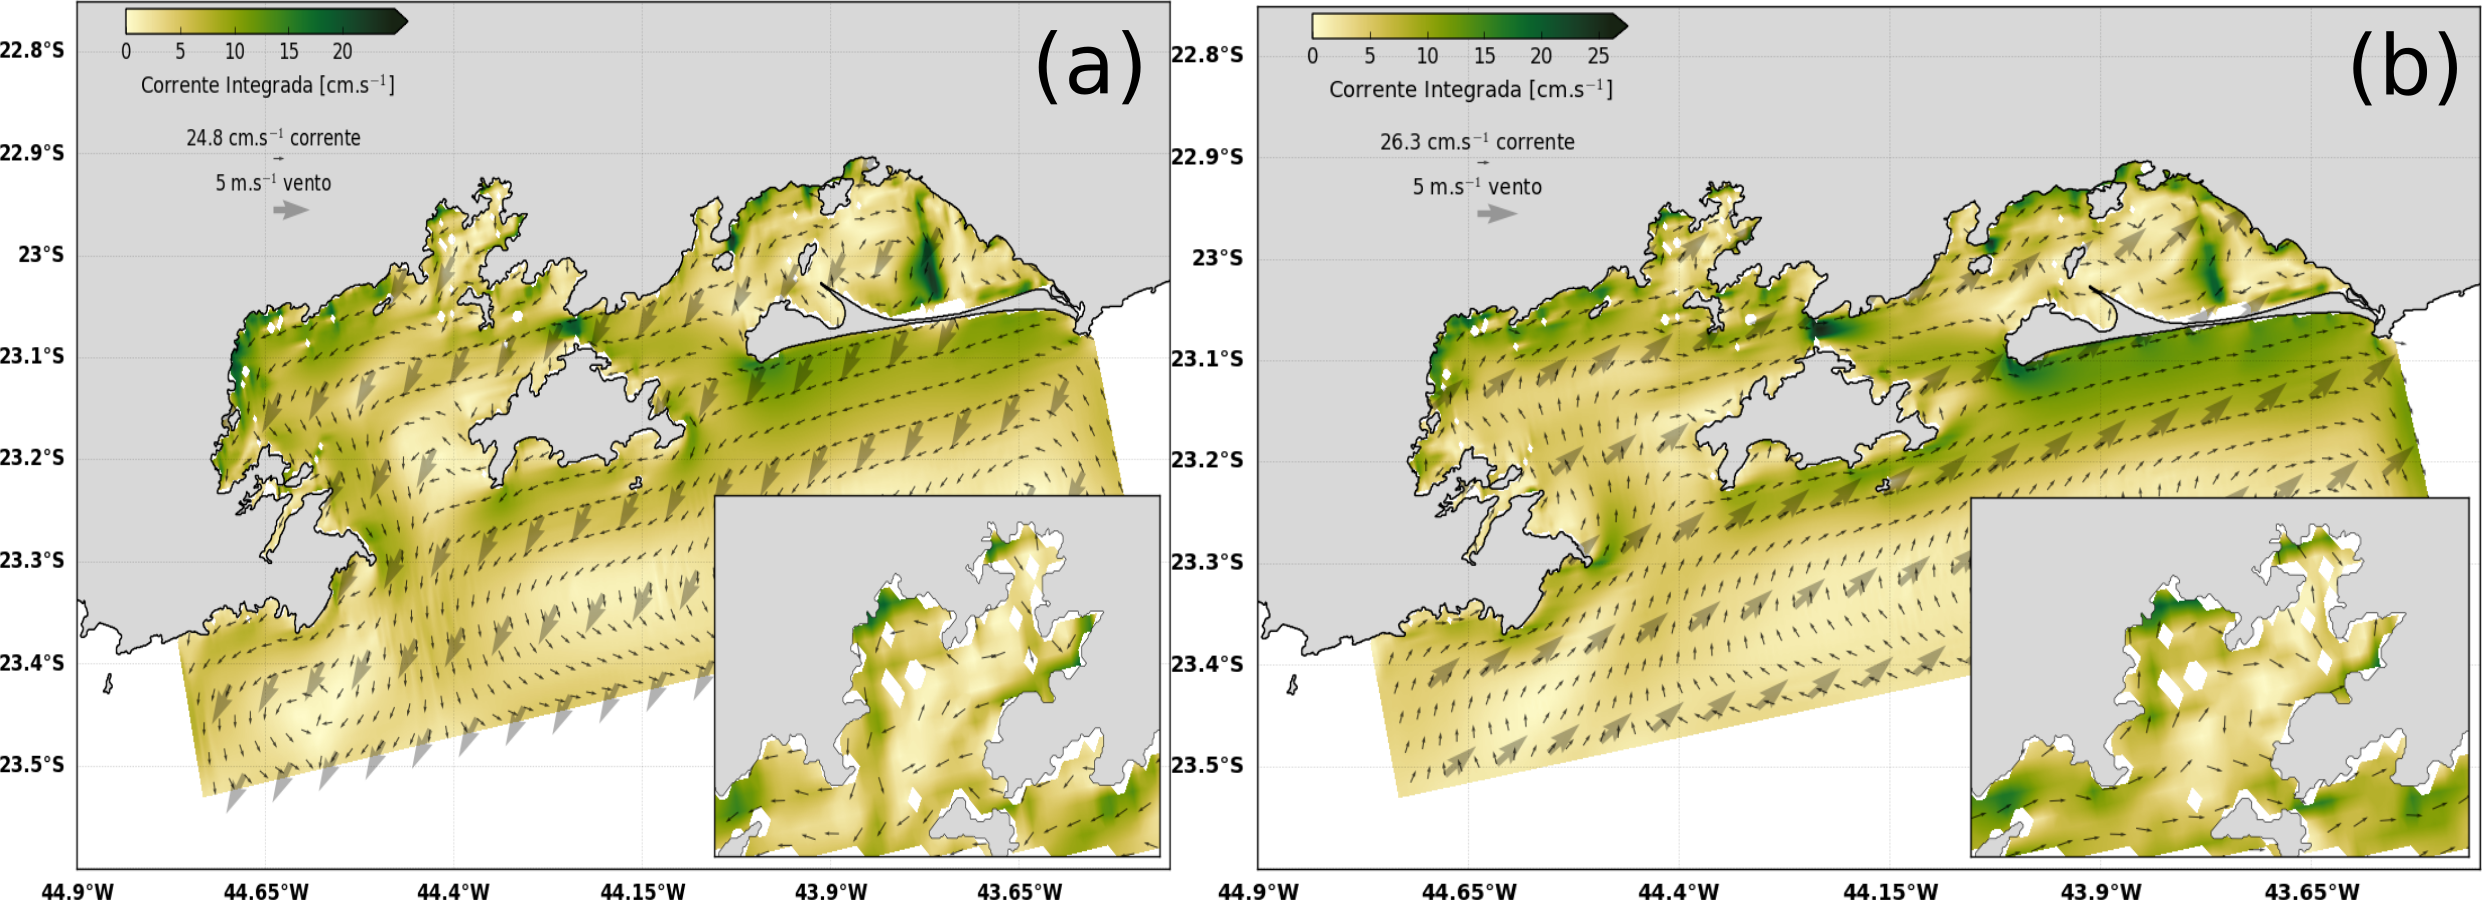 0 5 10 15 20
Corrente Integrada [cm.s⁻¹]
24.8 cm.s⁻¹ corrente
5 m.s⁻¹ vento
(a)
22.8°S
22.9°S
23°S
23.1°S
23.2°S
23.3°S
23.4°S
23.5°S
44.9°W 44.65°W 44.4°W 44.15°W 43.9°W 43.65°W
0 5 10 15 20 25
Corrente Integrada [cm.s⁻¹]
26.3 cm.s⁻¹ corrente
5 m.s⁻¹ vento
(b)
22.8°S
22.9°S
23°S
23.1°S
23.2°S
23.3°S
23.4°S
23.5°S
44.9°W 44.65°W 44.4°W 44.15°W 43.9°W 43.65°W